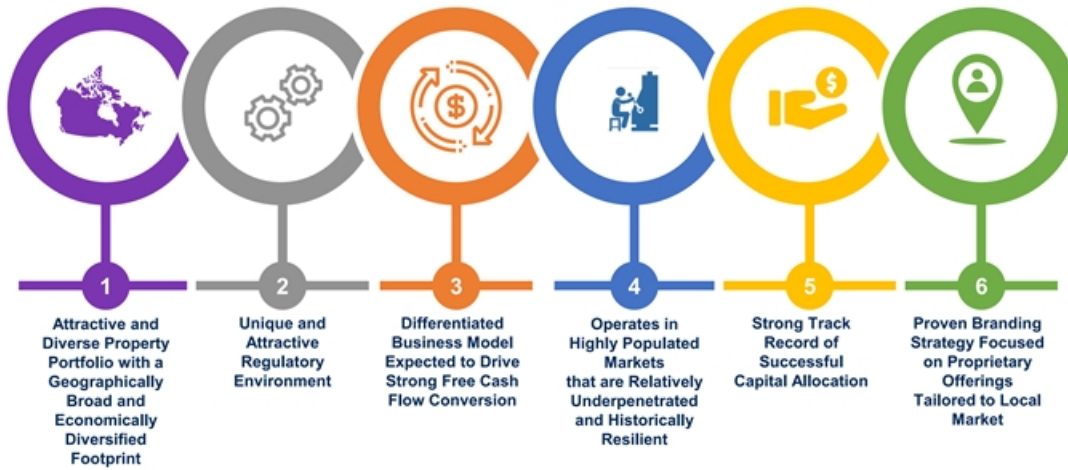 1
Attractive and
Diverse Property
Portfolio with a
Geographically
Broad and
Economically
Diversified
Footprint
2
Unique and
Attractive
Regulatory
Environment
3
Differentiated
Business Model
Expected to Drive
Strong Free Cash
Flow Conversion
4
Operates in
Highly Populated
Markets
that are Relatively
Underpenetrated
and Historically
Resilient
5
Strong Track
Record of
Successful
Capital Allocation
6
Proven Branding
Strategy Focused
on Proprietary
Offerings
Tailored to Local
Market
$
$